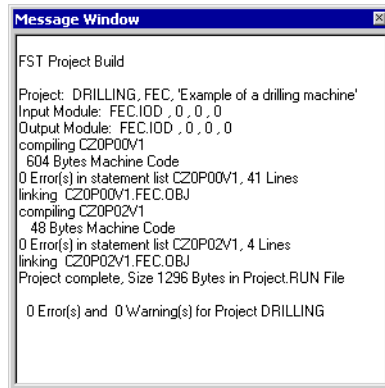 Message Window
FST Project Build
Project:  DRILLING, FEC, 'Example of a drilling machine'
Input Module:  FEC.IOD , 0 , 0 , 0
Output Module:  FEC.IOD , 0 , 0 , 0
compiling CZ0P00V1
604 Bytes Machine Code
0 Error(s) in statement list CZ0P00V1, 41 Lines
linking  CZ0P00V1.FEC.OBJ
compiling CZ0P02V1
48 Bytes Machine Code
0 Error(s) in statement list CZ0P02V1, 4 Lines
linking  CZ0P02V1.FEC.OBJ
Project complete, Size 1296 Bytes in Project.RUN File
0 Error(s) and  0 Warning(s) for Project DRILLING